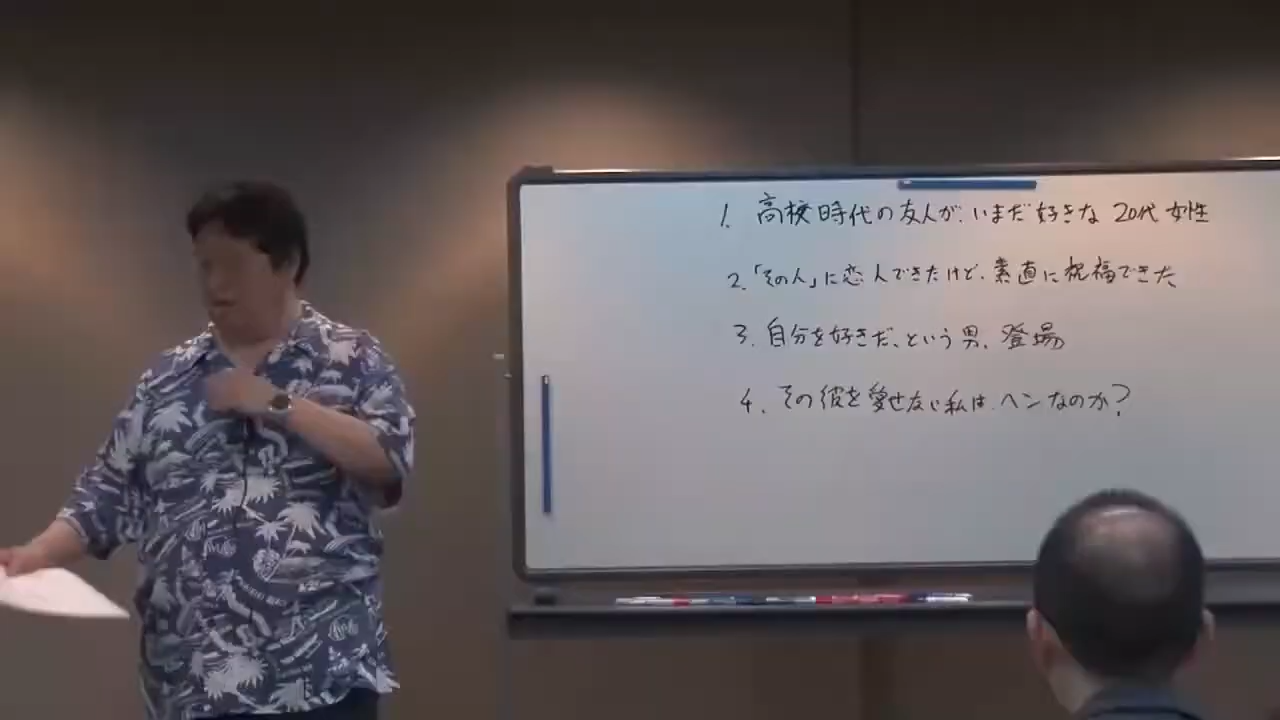 1. 高校時代の友人が、いまだ好きな 20代 女性
2. 「その人」に恋人できたけど、素直に祝福できた
3. 自分を好きだ、という男、登場
4. その彼を愛せない私は、ヘンなのか?